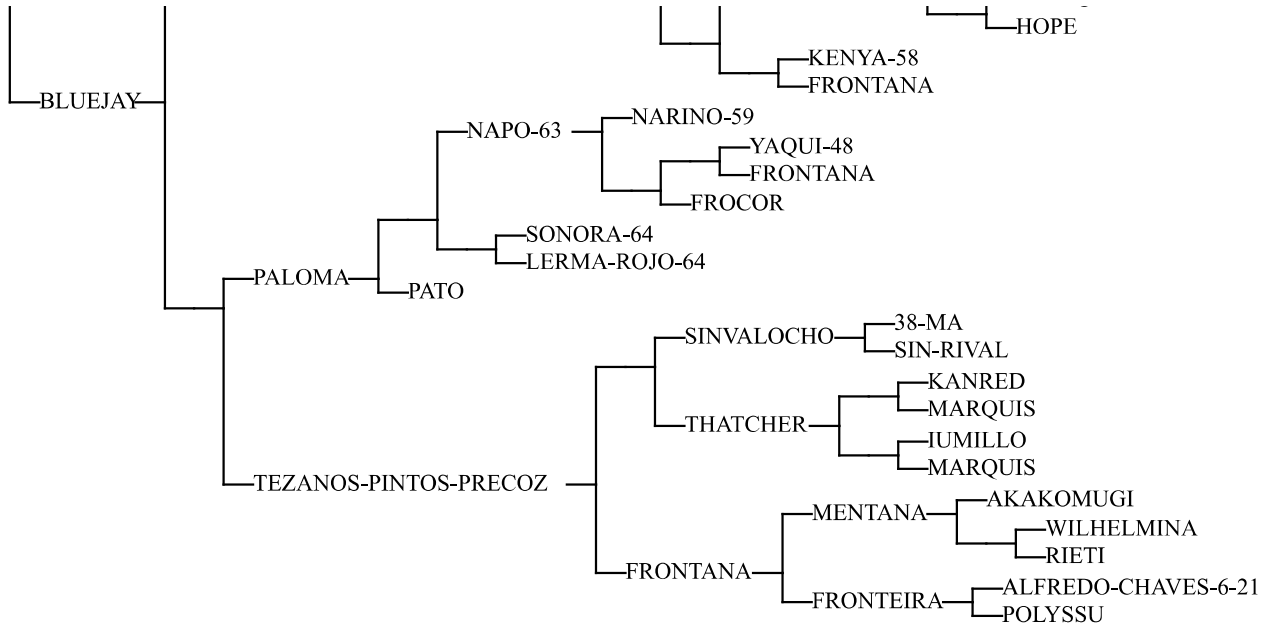 HOPE
KENYA-58
FRONTANA
BLUEJAY
NAPO-63
NARINO-59
YAQUI-48
FRONTANA
FROCOR
SONORA-64
LERMA-ROJO-64
PALOMA
PATO
SINVALOCHO
38-MA
SIN-RIVAL
KANRED
MARQUIS
THATCHER
IUMILLO
MARQUIS
TEZANOS-PINTOS-PRECOZ
MENTANA
AKAKOMUGI
WILHELMINA
RIETI
FRONTANA
FRONTEIRA
ALFREDO-CHAVES-6-21
POLYSSU